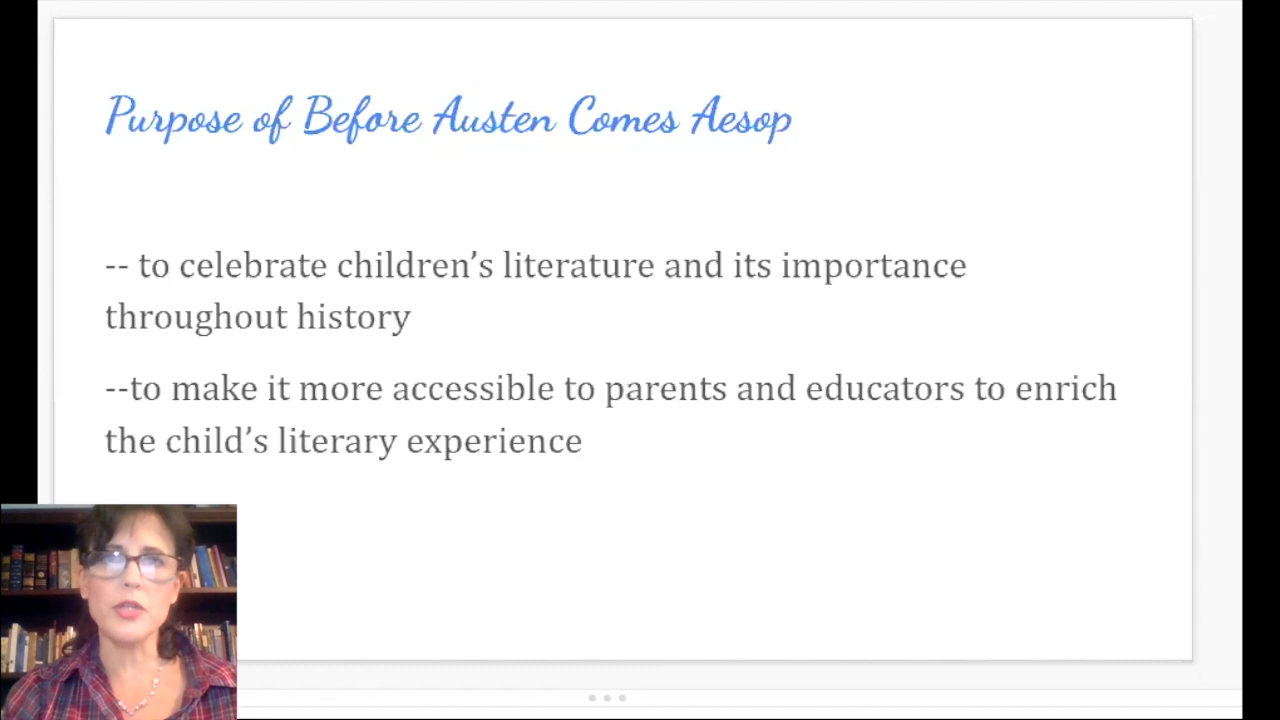 Purpose of Before Austen Comes Aesop
-- to celebrate children’s literature and its importance
throughout history
--to make it more accessible to parents and educators to enrich
the child’s literary experience